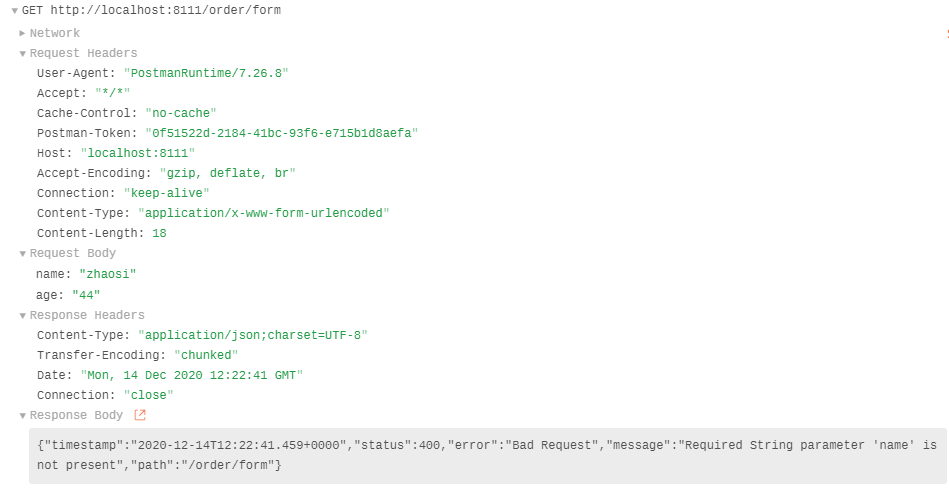 ▼ GET http://localhost:8111/order/form
► Network
▼ Request Headers
User-Agent: "PostmanRuntime/7.26.8"
Accept: "*/*"
Cache-Control: "no-cache"
Postman-Token: "0f51522d-2184-41bc-93f6-e715b1d8aefa"
Host: "localhost:8111"
Accept-Encoding: "gzip, deflate, br"
Connection: "keep-alive"
Content-Type: "application/x-www-form-urlencoded"
Content-Length: 18
▼ Request Body
name: "zhaosi"
age: "44"
▼ Response Headers
Content-Type: "application/json;charset=UTF-8"
Transfer-Encoding: "chunked"
Date: "Mon, 14 Dec 2020 12:22:41 GMT"
Connection: "close"
▼ Response Body
{"timestamp":"2020-12-14T12:22:41.459+0000","status":400,"error":"Bad Request","message":"Required String parameter 'name' is
not present","path":"/order/form"}